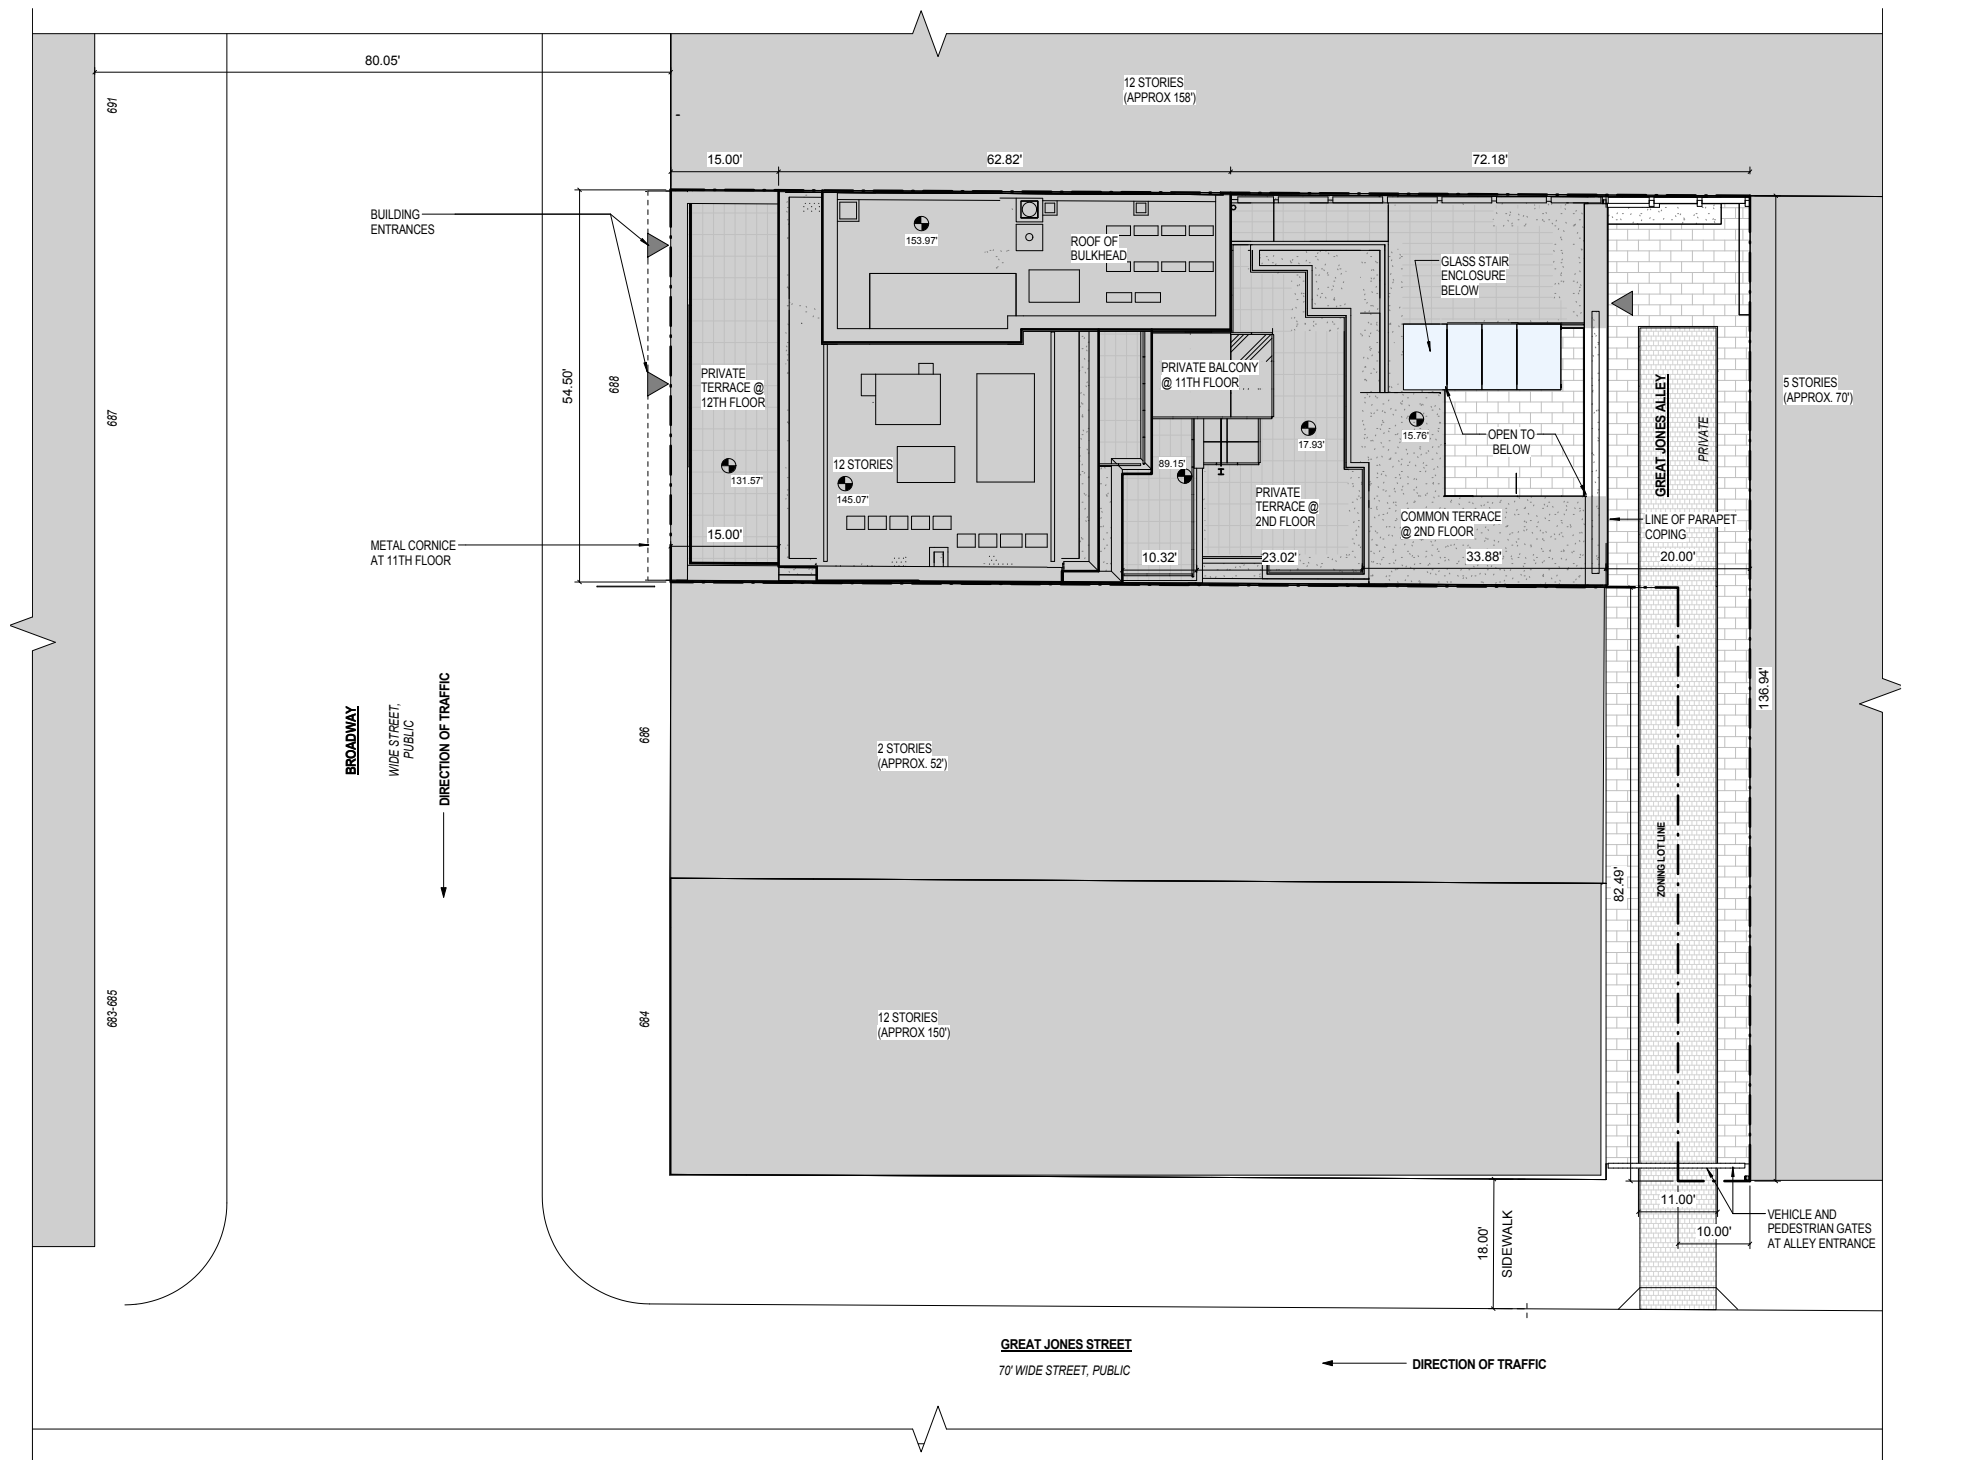 80.05'
691
12 STORIES
(APPROX 158')
15.00'
62.82'
72.18'
BUILDING
ENTRANCES
153.97'
ROOF OF
BULKHEAD
GLASS STAIR
ENCLOSURE
BELOW
54.50'
688
687
PRIVATE
TERRACE @
12TH FLOOR
PRIVATE BALCONY
@ 11TH FLOOR
5 STORIES
(APPROX. 70')
GREAT JONES ALLEY
PRIVATE
17.93'
15.76'
OPEN TO
BELOW
131.57'
12 STORIES
145.07'
89.15'
PRIVATE
TERRACE @
2ND FLOOR
COMMON TERRACE
@ 2ND FLOOR
LINE OF PARAPET
COPING
METAL CORNICE
AT 11TH FLOOR
15.00'
10.32'
23.02'
33.88'
20.00'
136.94'
BROADWAY
WIDE STREET,
PUBLIC
DIRECTION OF TRAFFIC
686
2 STORIES
(APPROX. 52')
82.49'
ZONING LOT LINE
683-685
684
12 STORIES
(APPROX 150')
11.00'
10.00'
VEHICLE AND
PEDESTRIAN GATES
AT ALLEY ENTRANCE
18.00'
SIDEWALK
GREAT JONES STREET
70' WIDE STREET, PUBLIC
DIRECTION OF TRAFFIC